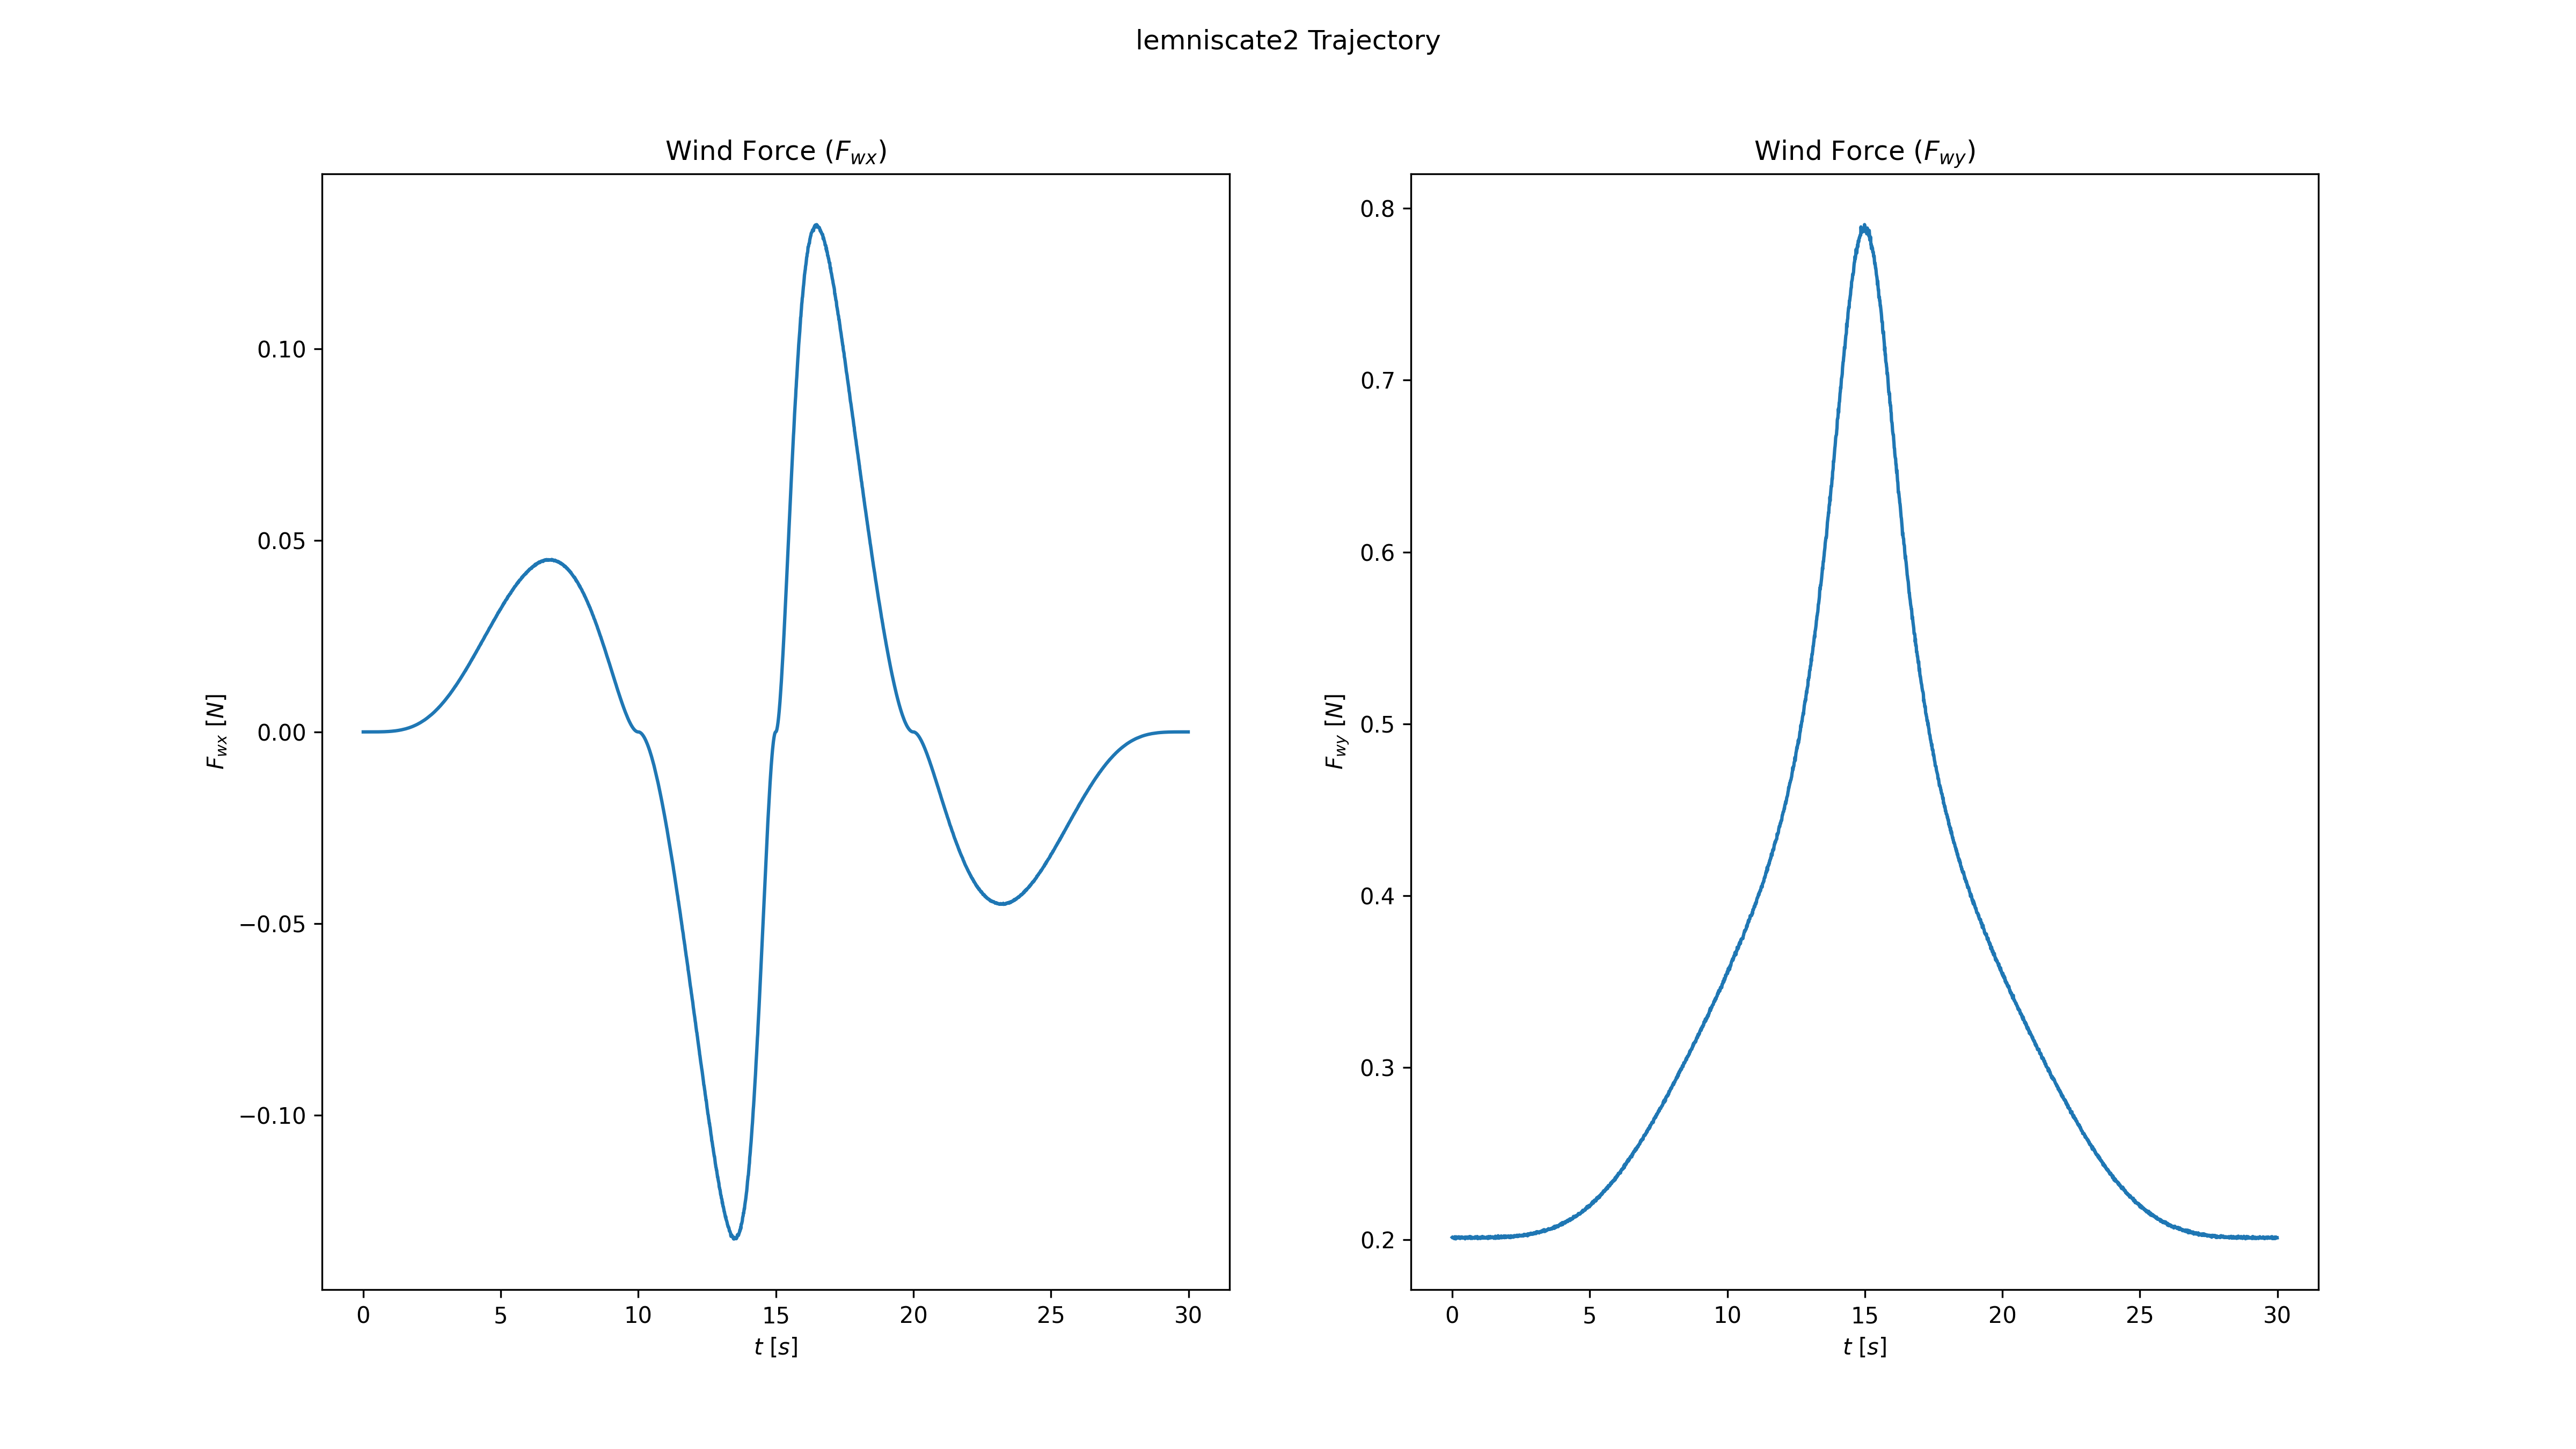 lemniscate2 Trajectory
Wind Force (F_wx)
F_wx [N]
0.10
0.05
0.00
−0.05
−0.10
0 5 10 15 20 25 30
t [s]
Wind Force (F_wy)
F_wy [N]
0.8
0.7
0.6
0.5
0.4
0.3
0.2
0 5 10 15 20 25 30
t [s]